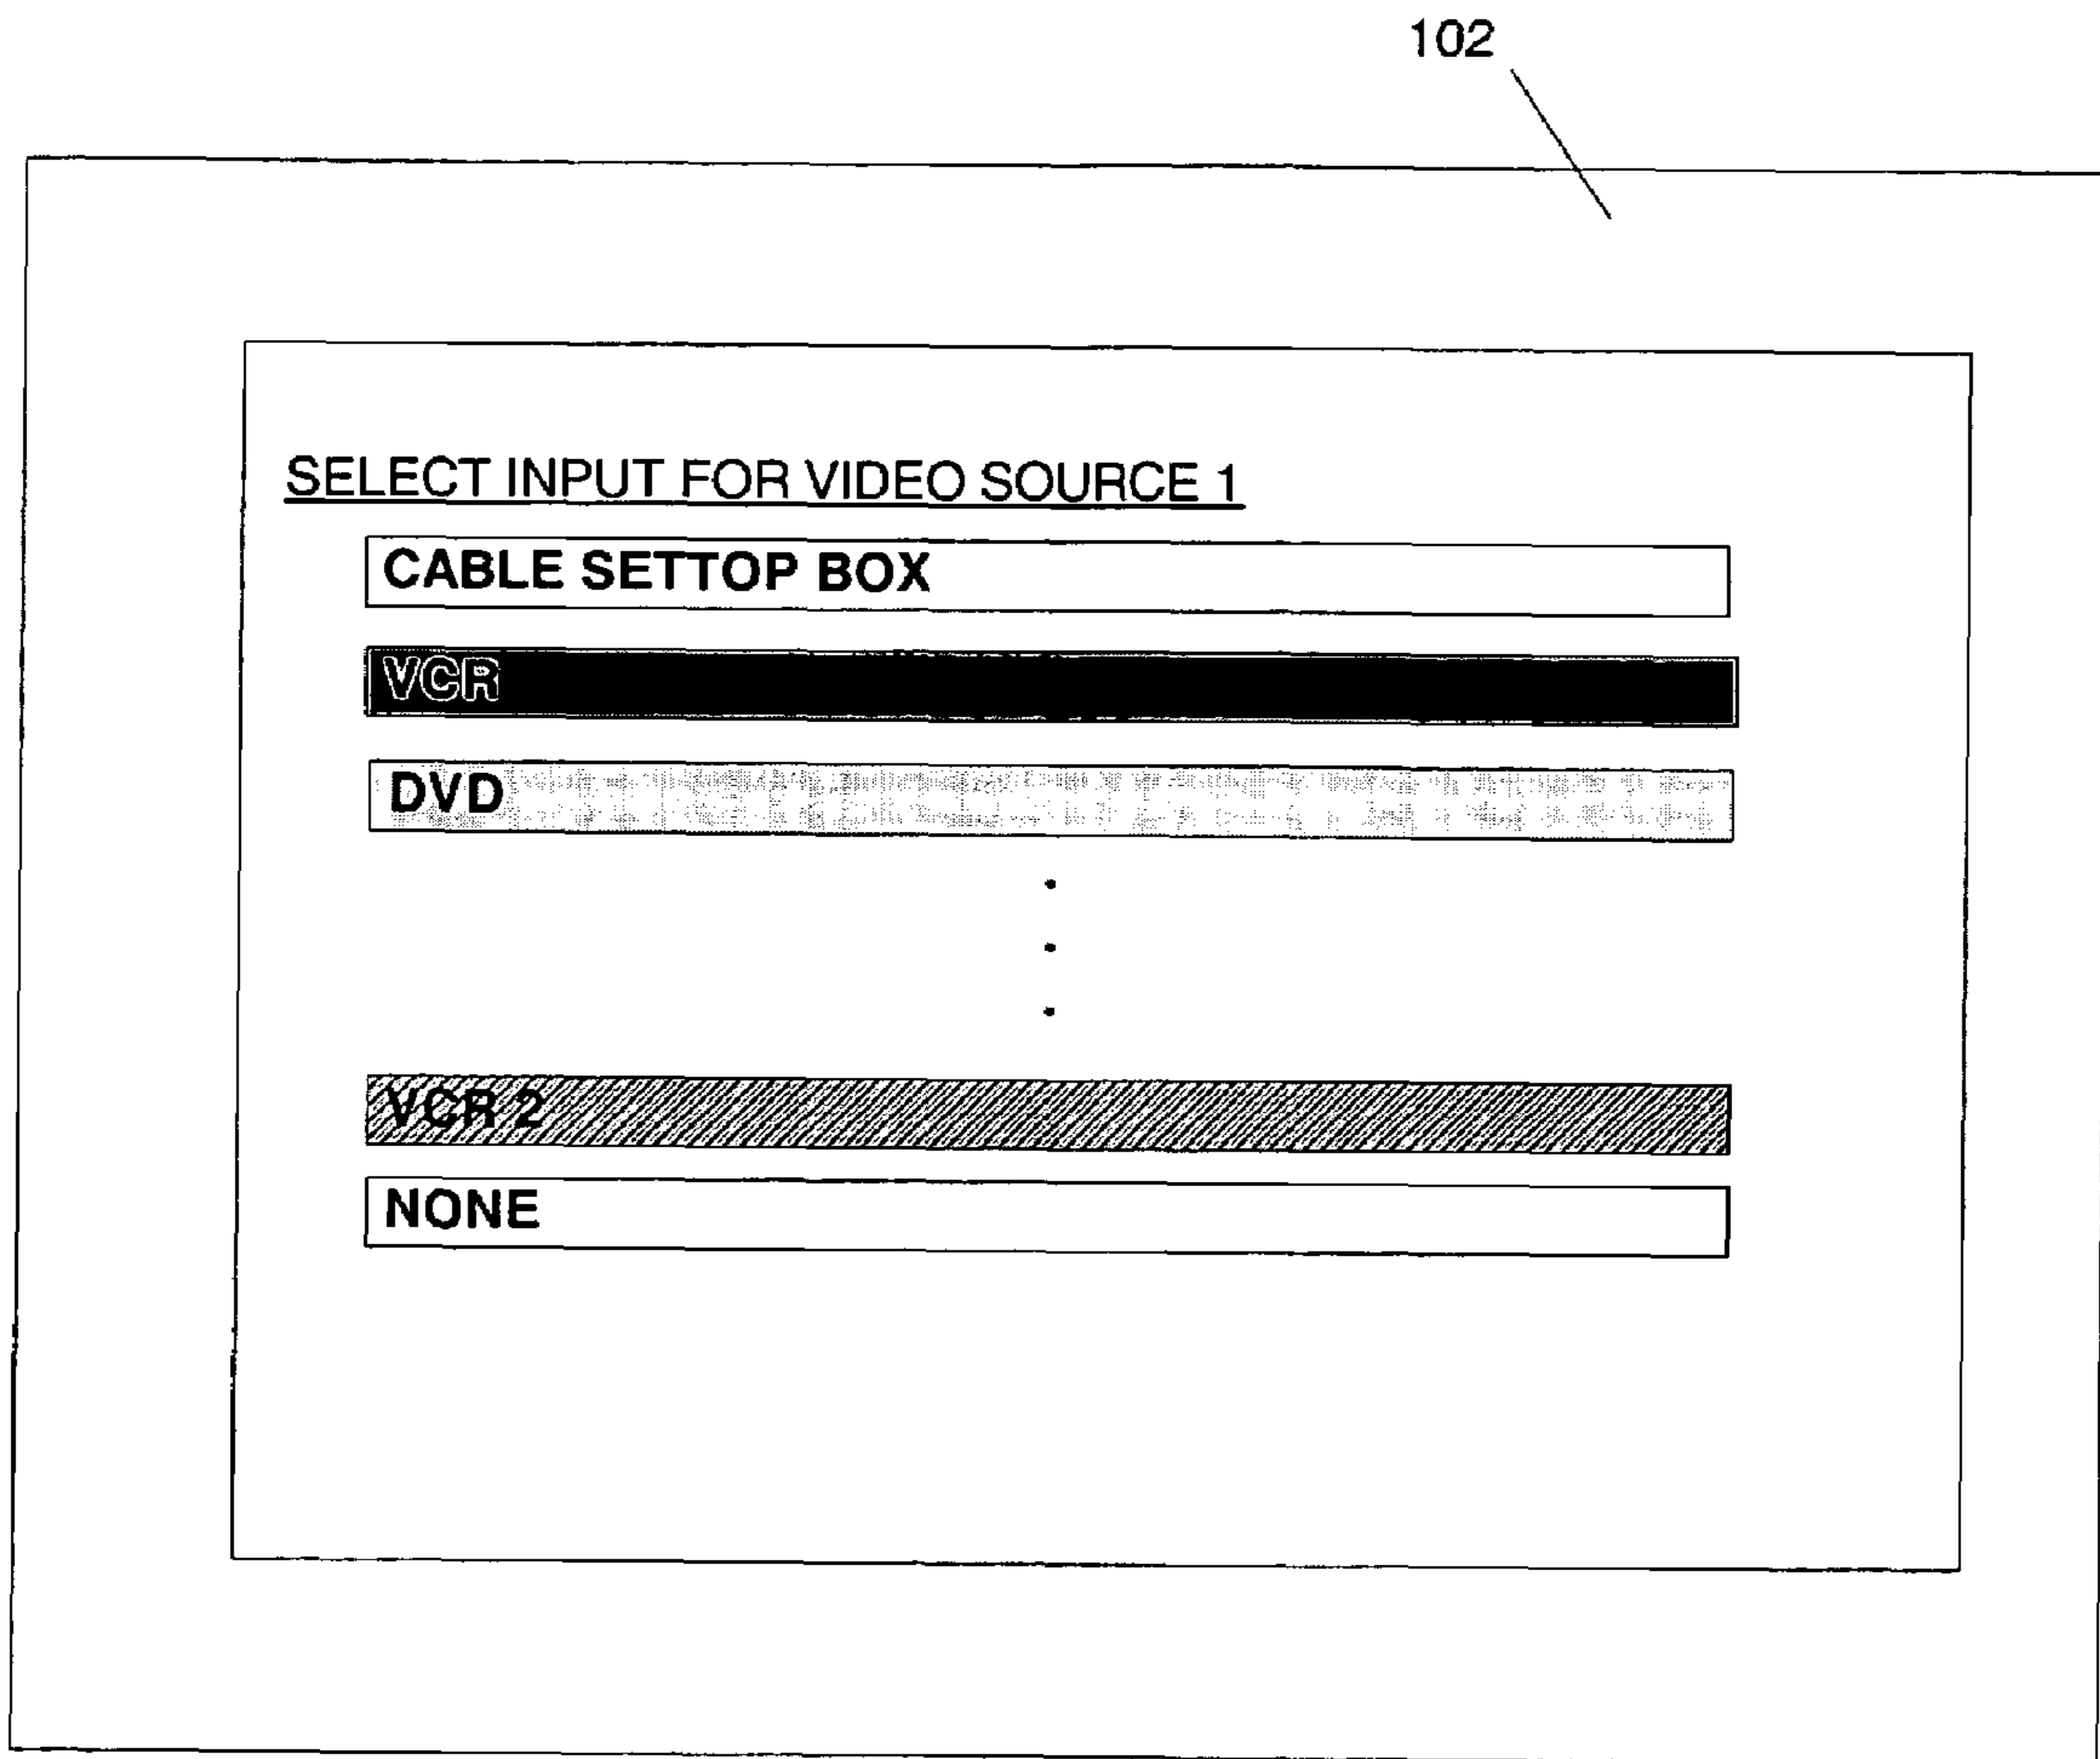 102
SELECT INPUT FOR VIDEO SOURCE 1
CABLE SETTOP BOX
VCR
DVD
VCR 2
NONE